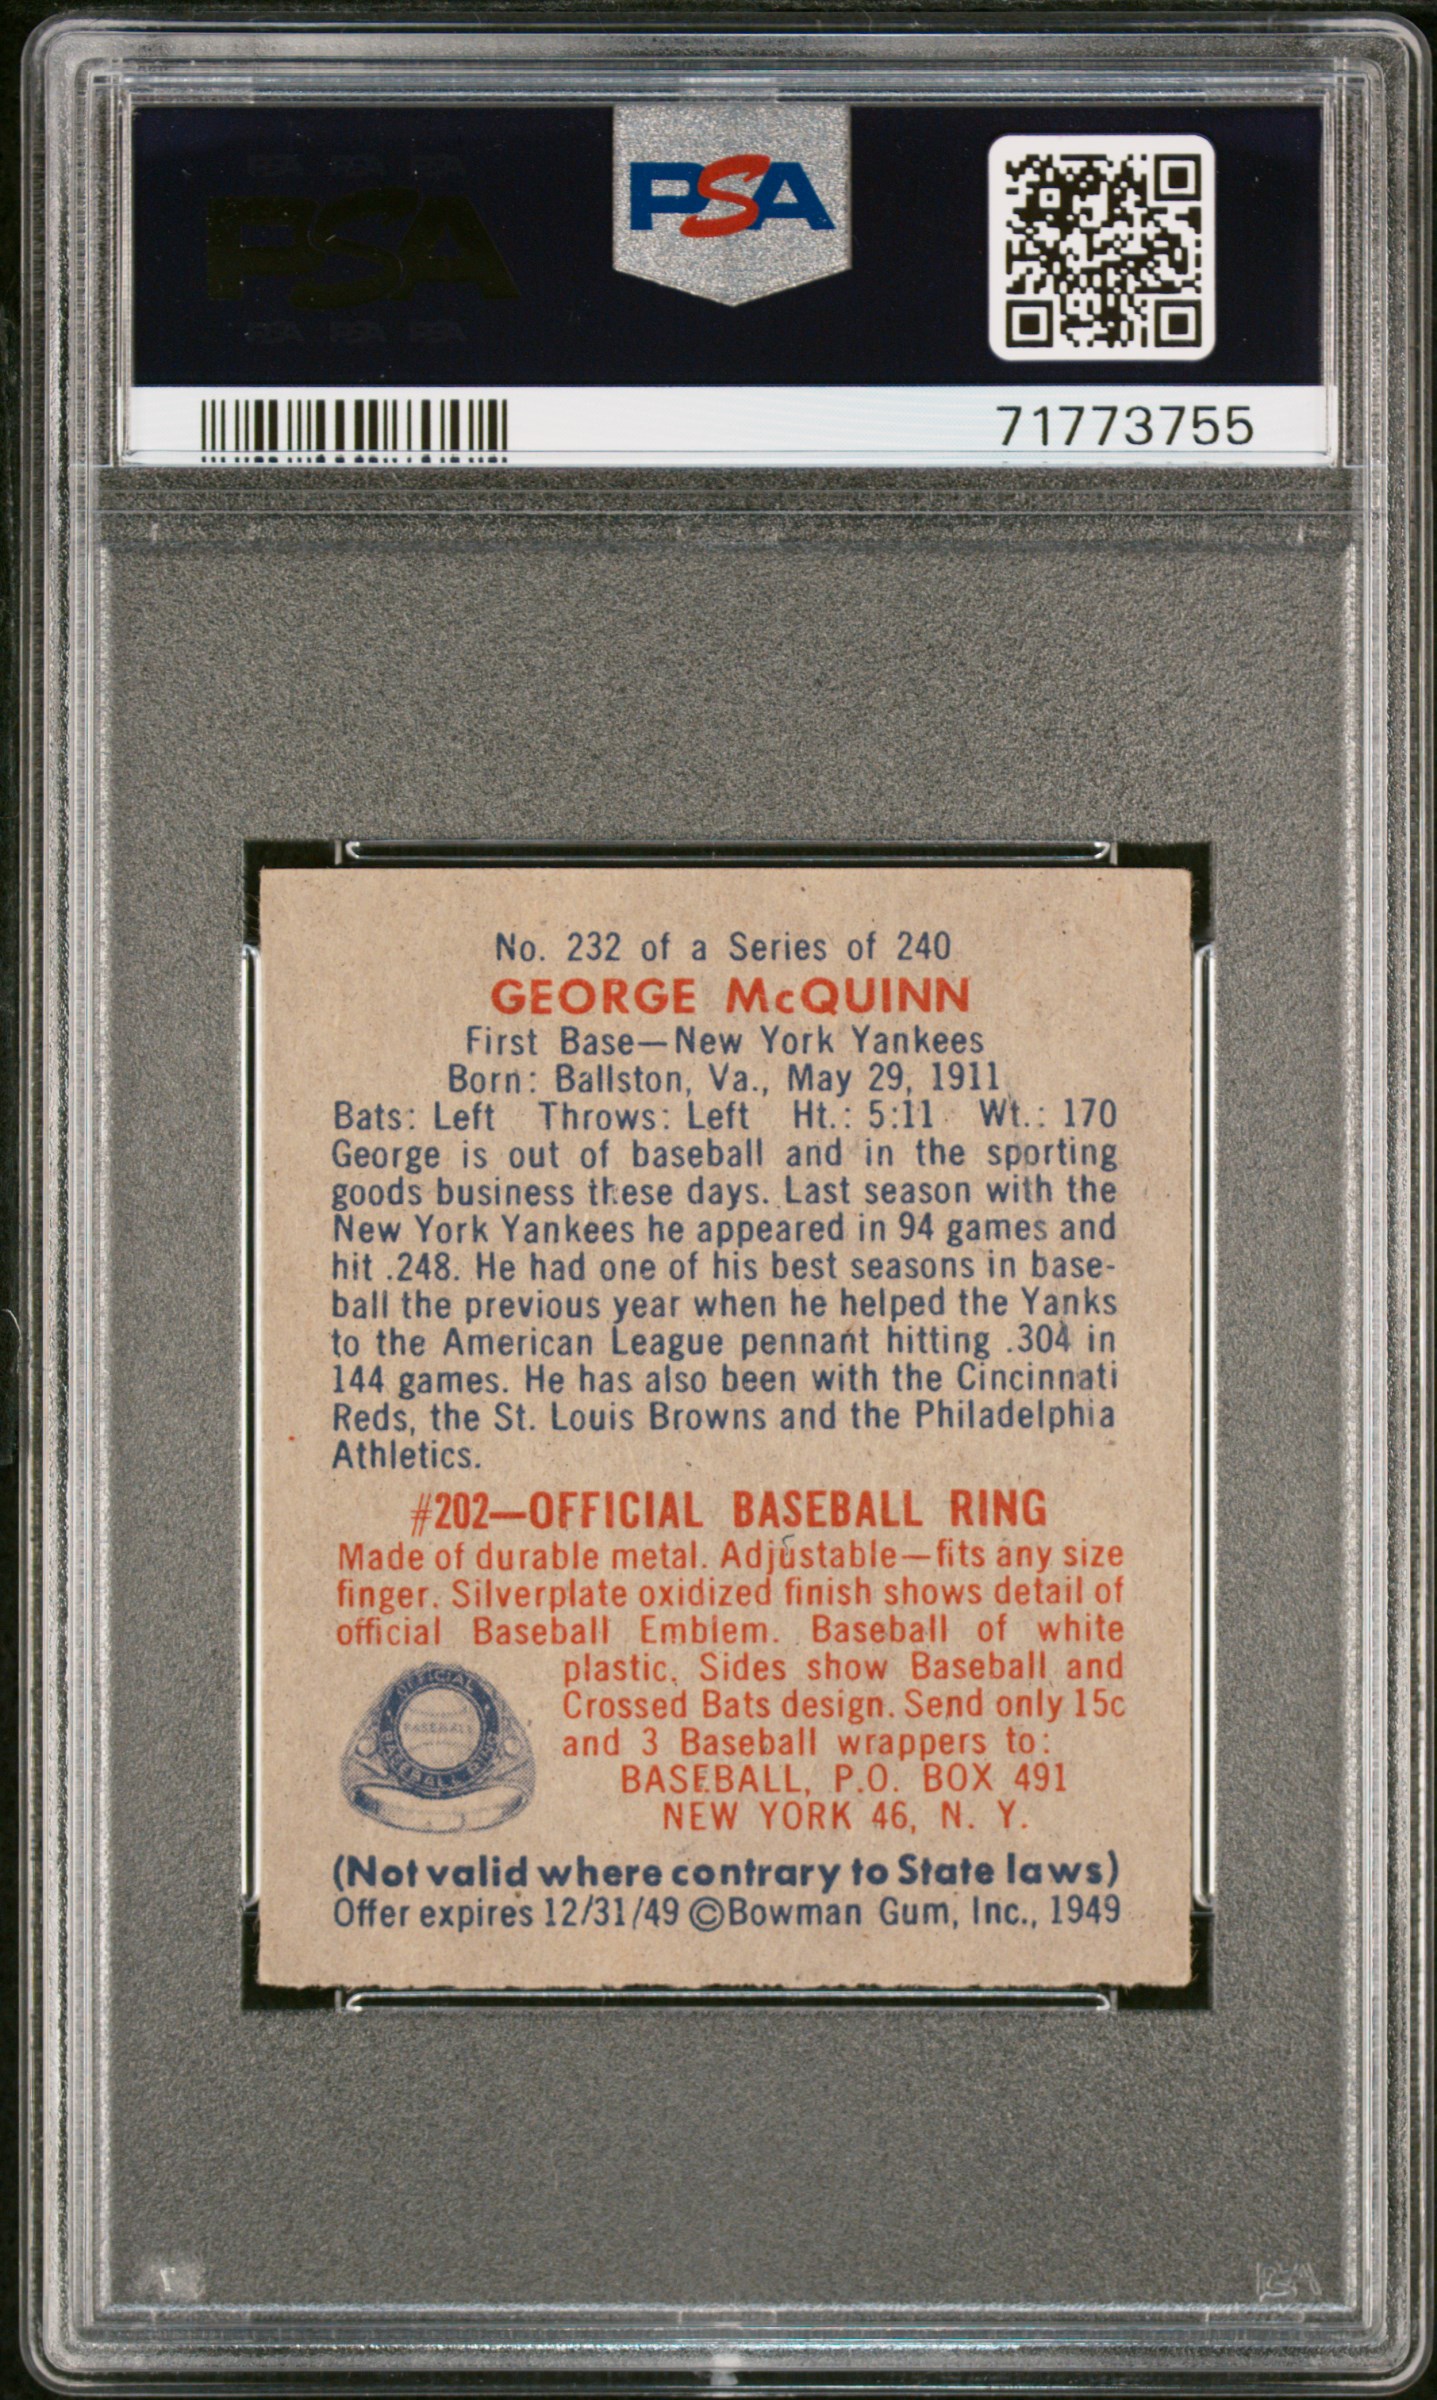 PSA
PSA
71773755
No. 232 of a Series of 240
GEORGE McQUINN
First Base—New York Yankees
Born: Ballston, Va., May 29, 1911
Bats: Left Throws: Left Ht.: 5:11 Wt.: 170
George is out of baseball and in the sporting
goods business these days. Last season with the
New York Yankees he appeared in 94 games and
hit .248. He had one of his best seasons in base-
ball the previous year when he helped the Yanks
to the American League pennant hitting .304 in
144 games. He has also been with the Cincinnati
Reds, the St. Louis Browns and the Philadelphia
Athletics.
#202—OFFICIAL BASEBALL RING
Made of durable metal. Adjustable—fits any size
finger. Silverplate oxidized finish shows detail of
official Baseball Emblem. Baseball of white
plastic. Sides show Baseball and
Crossed Bats design. Send only 15c
and 3 Baseball wrappers to:
BASEBALL, P.O. BOX 491
NEW YORK 46, N. Y.
OFFICIAL
BASEBALL
BASEBALL RING
(Not valid where contrary to State laws)
Offer expires 12/31/49 ©Bowman Gum, Inc., 1949